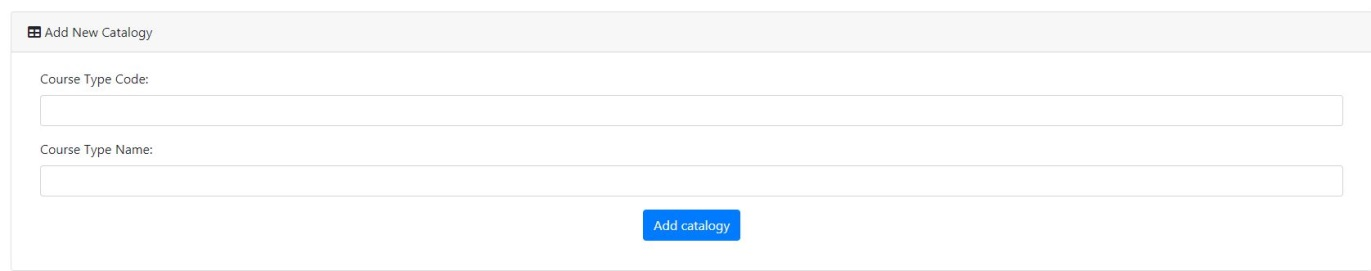 Add New Catalogy
Course Type Code:
Course Type Name:
Add catalogy